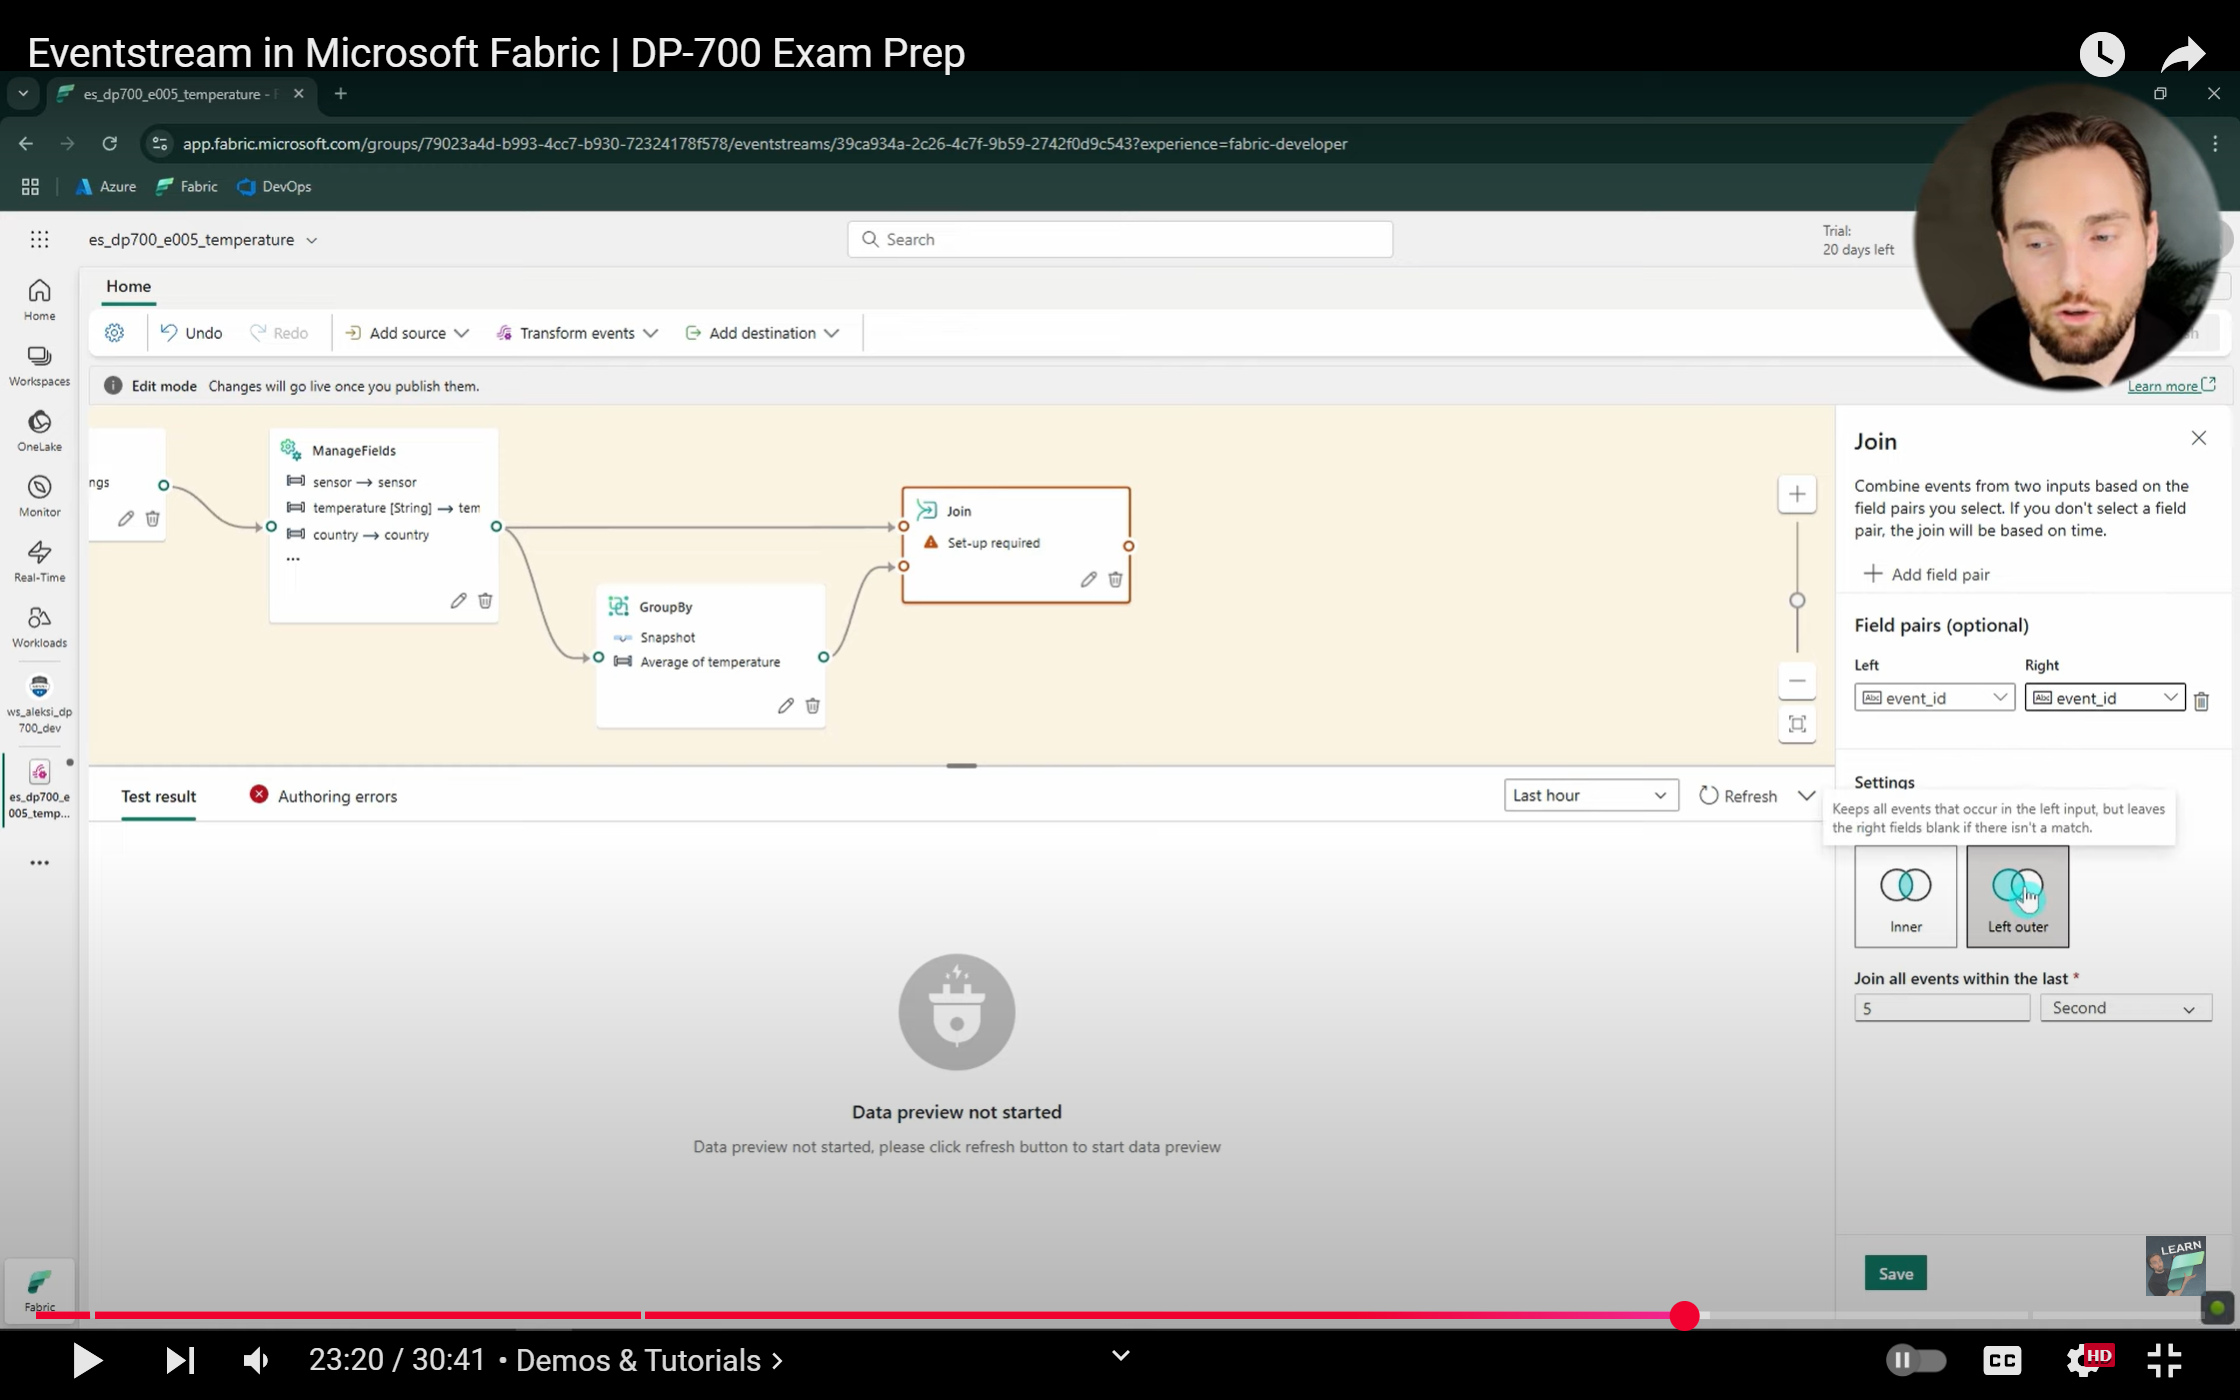 Eventstream in Microsoft Fabric | DP-700 Exam Prep
es_dp700_e005_temperature -
app.fabric.microsoft.com/groups/79023a4d-b993-4cc7-b930-72324178f578/eventstreams/39ca934a-2c26-4c7f-9b59-2742f0d9c543?experience=fabric-developer
Azure
Fabric
DevOps
es_dp700_e005_temperature
Search
Trial:
20 days left
Home
Home
Undo
Redo
Add source
Transform events
Add destination
Workspaces
Edit mode Changes will go live once you publish them.
Learn more
OneLake
Monitor
Real-Time
Workloads
ws_aleksi_dp
700_dev
es_dp700_e
005_temp...
Fabric
ngs
ManageFields
sensor → sensor
temperature [String] → tem
country → country
...
GroupBy
Snapshot
Average of temperature
Join
Set-up required
Join
Combine events from two inputs based on the
field pairs you select. If you don't select a field
pair, the join will be based on time.
Add field pair
Field pairs (optional)
Left
Right
Abc event_id
Abc event_id
Settings
Keeps all events that occur in the left input, but leaves
the right fields blank if there isn't a match.
Inner
Left outer
Join all events within the last *
5
Second
Save
Test result
Authoring errors
Last hour
Refresh
Data preview not started
Data preview not started, please click refresh button to start data preview
LEARN
23:20 / 30:41 • Demos & Tutorials >
CC
HD